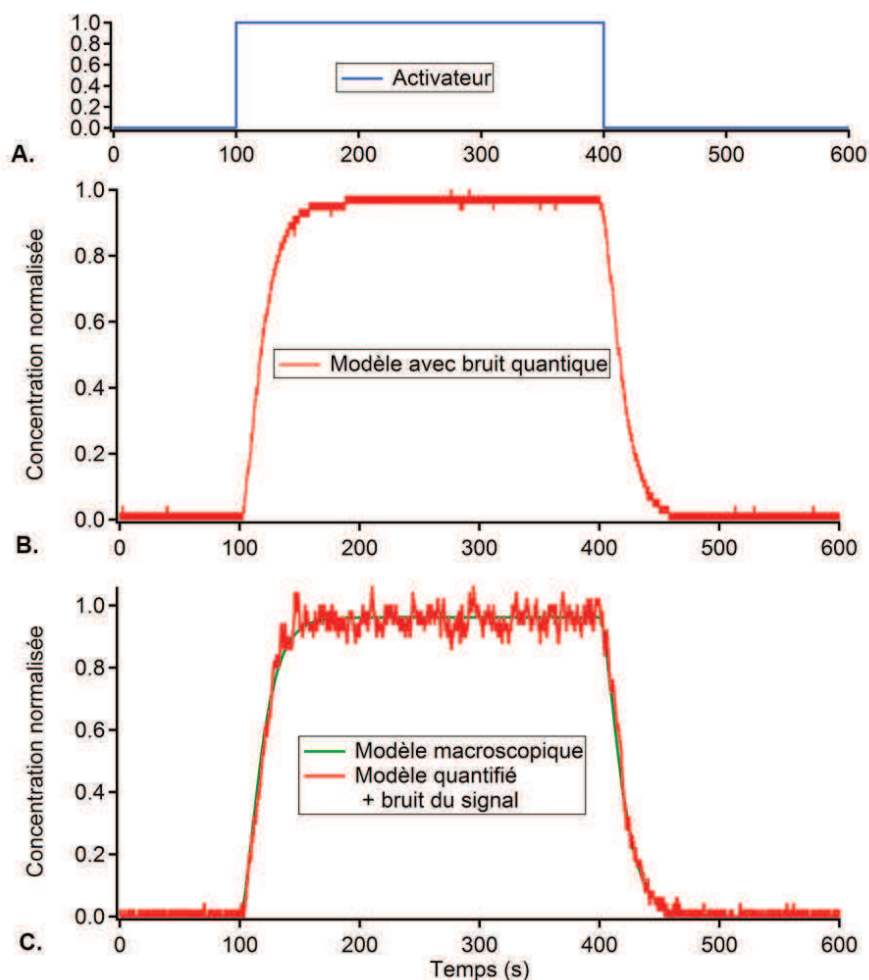 1.0
0.8
0.6
0.4
0.2
0.0
Activateur
A.
0 100 200 300 400 500 600
Concentration normalisée
1.0
0.8
0.6
0.4
0.2
0.0
Modèle avec bruit quantique
B.
0 100 200 300 400 500 600
Concentration normalisée
1.0
0.8
0.6
0.4
0.2
0.0
Modèle macroscopique
Modèle quantifié
+ bruit du signal
C.
0 100 200 300 400 500 600
Temps (s)